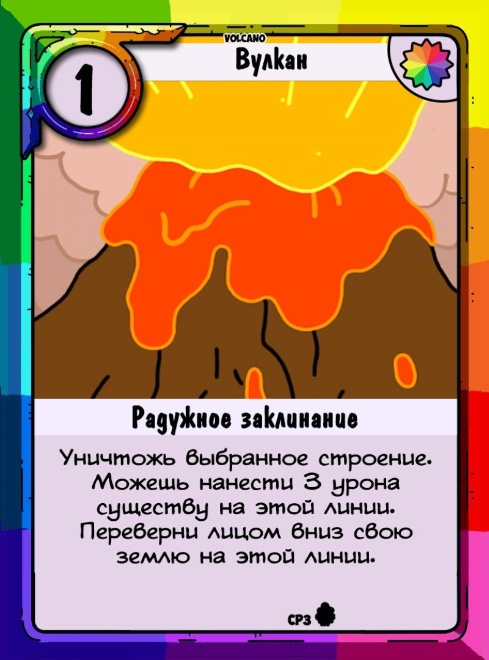 VOLCANO
Вулкан
1
Радужное заклинание
Уничтожь выбранное строение.
Можешь нанести 3 урона
существу на этой линии.
Переверни лицом вниз свою
землю на этой линии.
CP3